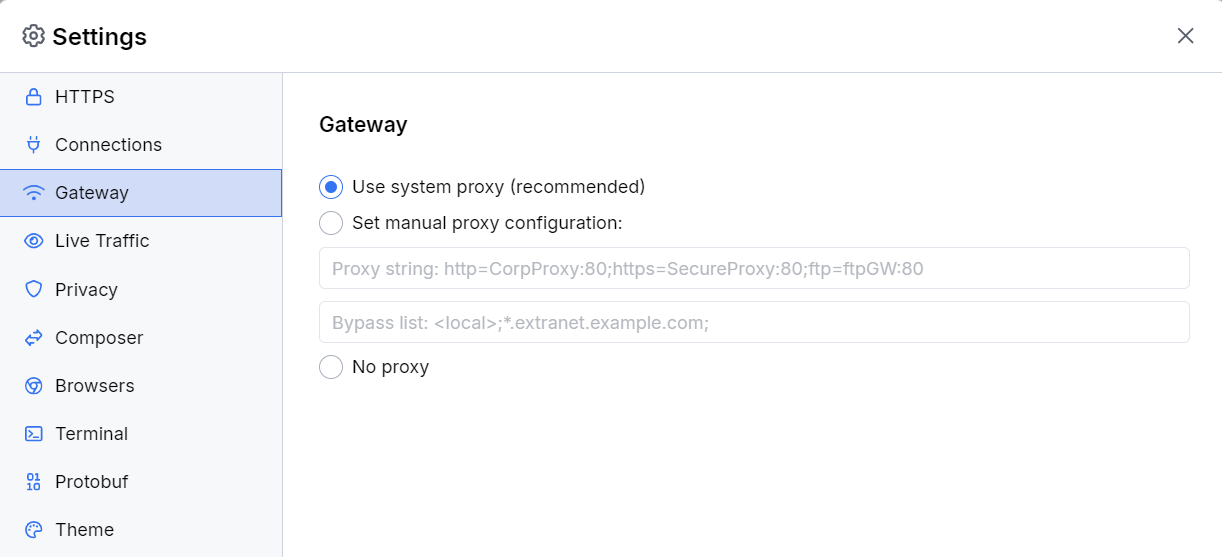 Settings
HTTPS
Connections
Gateway
Live Traffic
Privacy
Composer
Browsers
Terminal
Protobuf
Theme
Gateway
Use system proxy (recommended)
Set manual proxy configuration:
Proxy string: http=CorpProxy:80;https=SecureProxy:80;ftp=ftpGW:80
Bypass list: <local>;*.extranet.example.com;
No proxy